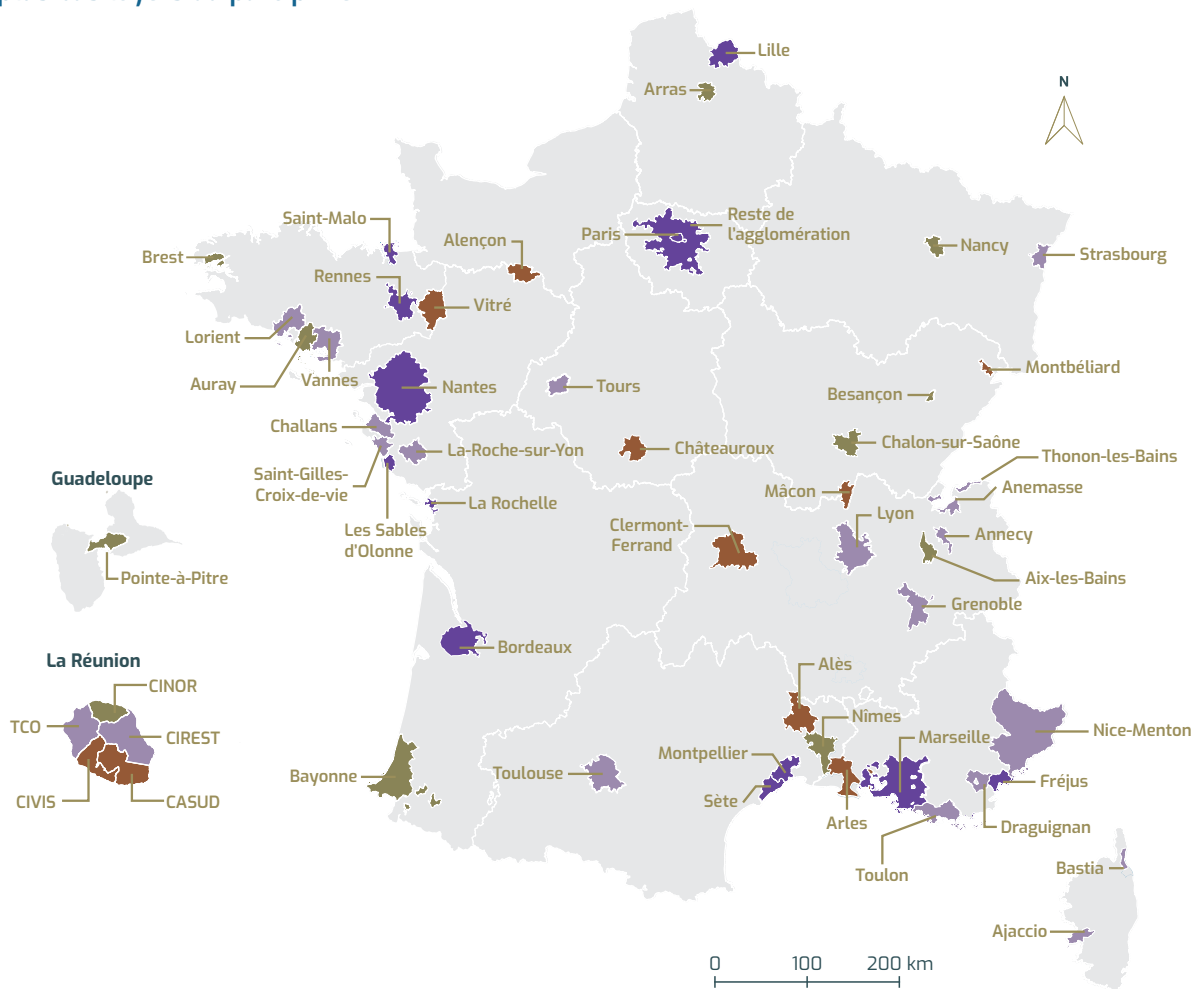 Lille
Arras
N
Saint-Malo
Alençon
Reste de
l'agglomération
Paris
Brest
Nancy
Strasbourg
Rennes
Vitré
Lorient
Auray
Vannes
Nantes
Tours
Montbéliard
Besançon
Challans
La-Roche-sur-Yon
Châteauroux
Chalon-sur-Saône
Saint-Gilles-
Croix-de-vie
Thonon-les-Bains
Anemasse
Mâcon
La Rochelle
Les Sables
d'Olonne
Clermont-
Ferrand
Lyon
Annecy
Aix-les-Bains
Grenoble
Guadeloupe
Pointe-à-Pitre
Bordeaux
La Réunion
CINOR
TCO
CIREST
CIVIS
CASUD
Alès
Nîmes
Marseille
Nice-Menton
Montpellier
Bayonne
Toulouse
Sète
Fréjus
Arles
Draguignan
Toulon
Bastia
Ajaccio
0 100 200 km